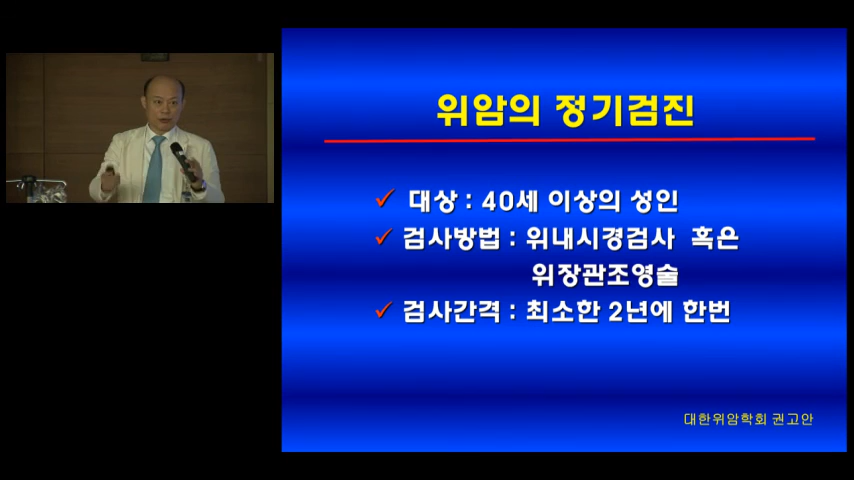 위암의 정기검진
✓ 대상 : 40세 이상의 성인
✓ 검사방법 : 위내시경검사 혹은
위장관조영술
✓ 검사간격 : 최소한 2년에 한번
대한위암학회 권고안